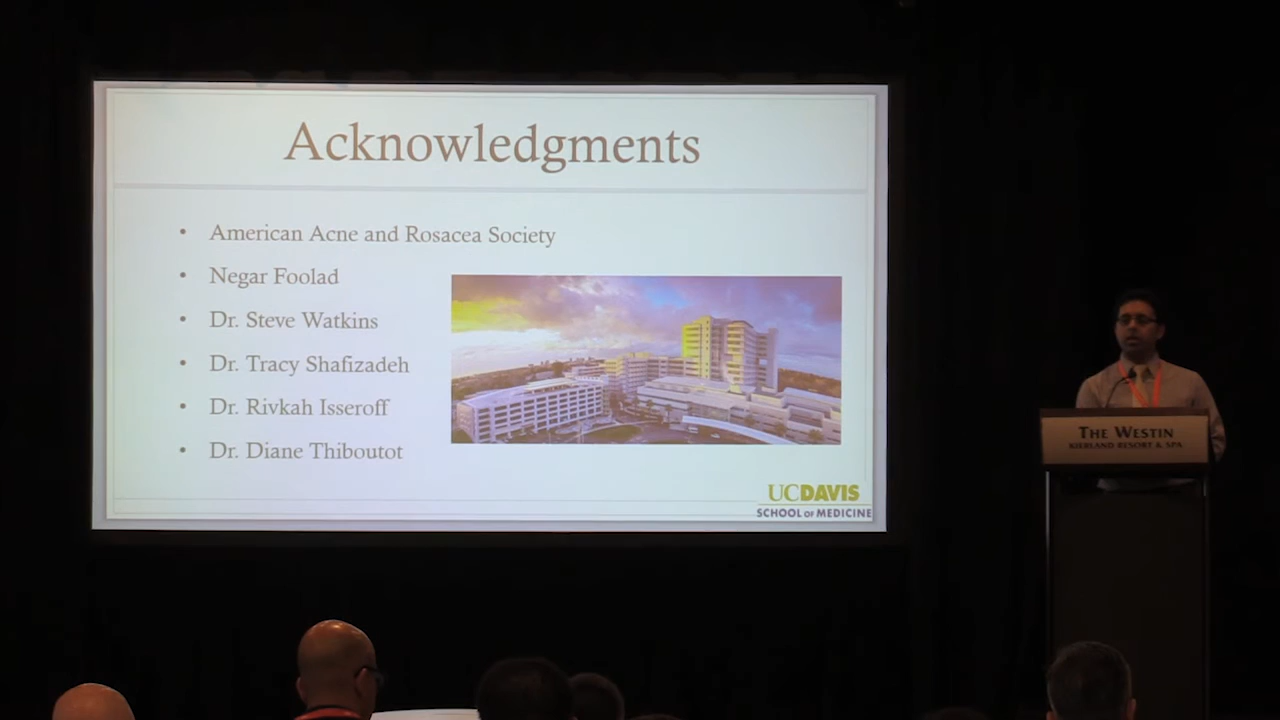 Acknowledgments
• American Acne and Rosacea Society
• Negar Foolad
• Dr. Steve Watkins
• Dr. Tracy Shafizadeh
• Dr. Rivkah Isseroff
• Dr. Diane Thiboutot
UCDAVIS
SCHOOL OF MEDICINE
THE WESTIN
KIERLAND RESORT & SPA